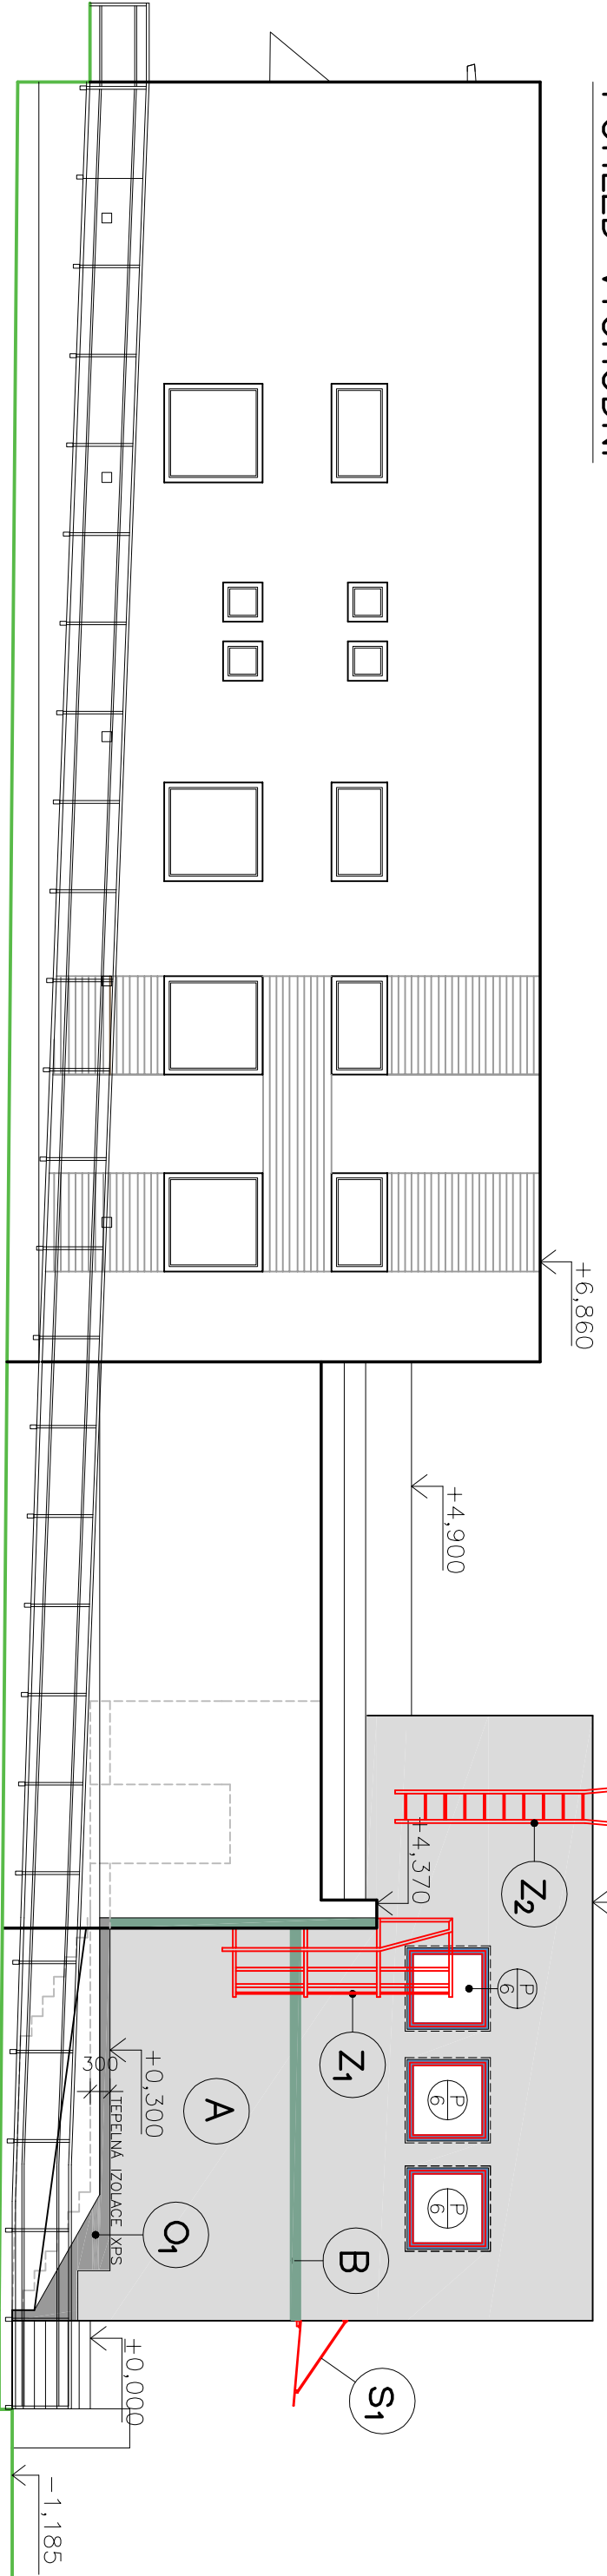 +6,860
+4,900
+4,370
Z2
P
6
P
6
P
6
Z1
+0,300
300
A
TEPELNÁ IZOLACE XPS
O1
B
S1
+0,000
-1,185